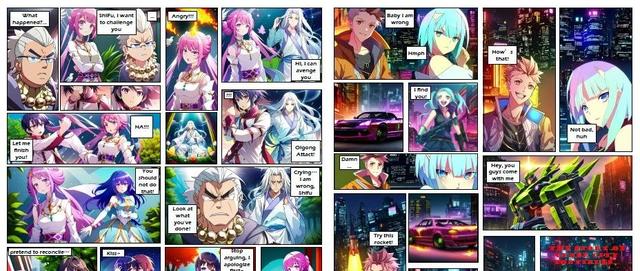 What
happened?...
Shifu, I want
to challenge
you
...
Angry!!!
Hi, I can
avenge
you
HA!!!
Let me
finish
you!
!!!
Qigong
Attact!
You
should
not do
that!
Look at
what you've
done!
Crying...
I am
wrong,
Shifu
pretend to reconcile...
Kiss~
Stop
arguing, I
apologize
Baby I am
wrong
Hmph
I find
you!
Damn
...
Try this
rocket!
How's
that!
Not bad,
huh
Hey, you
guys come
with me